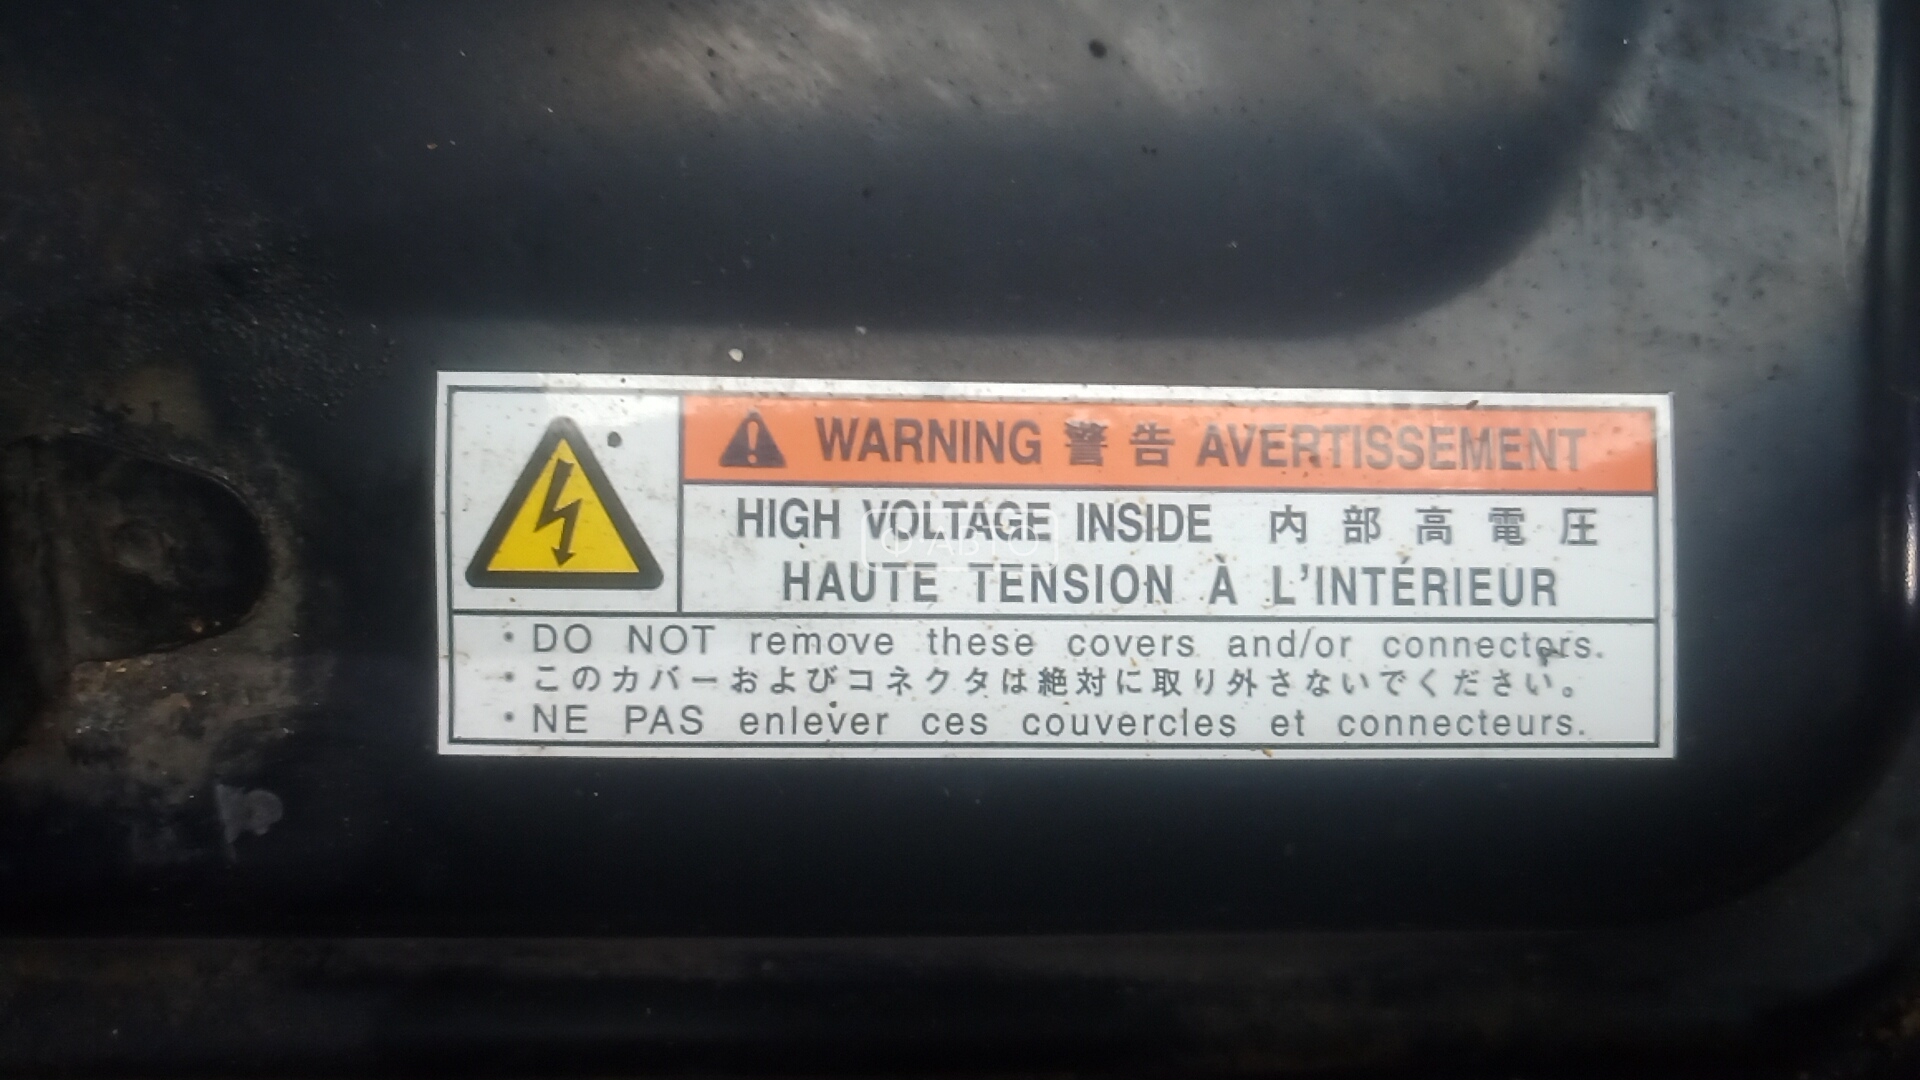 WARNING 警告 AVERTISSEMENT
HIGH VOLTAGE INSIDE 内部高電圧
HAUTE TENSION À L'INTÉRIEUR
・DO NOT remove these covers and/or connectors.
・このカバーおよびコネクタは絶対に取り外さないでください。
・NE PAS enlever ces couvercles et connecteurs.